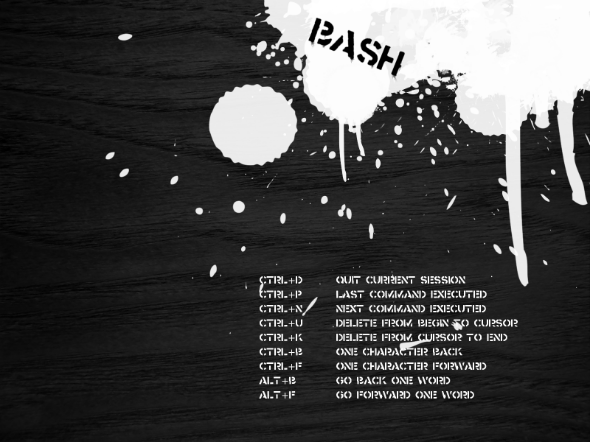 BASH
CTRL+D QUIT CURRENT SESSION
CTRL+P LAST COMMAND EXECUTED
CTRL+N NEXT COMMAND EXECUTED
CTRL+U DELETE FROM BEGIN TO CURSOR
CTRL+K DELETE FROM CURSOR TO END
CTRL+B ONE CHARACTER BACK
CTRL+F ONE CHARACTER FORWARD
ALT+B GO BACK ONE WORD
ALT+F GO FORWARD ONE WORD